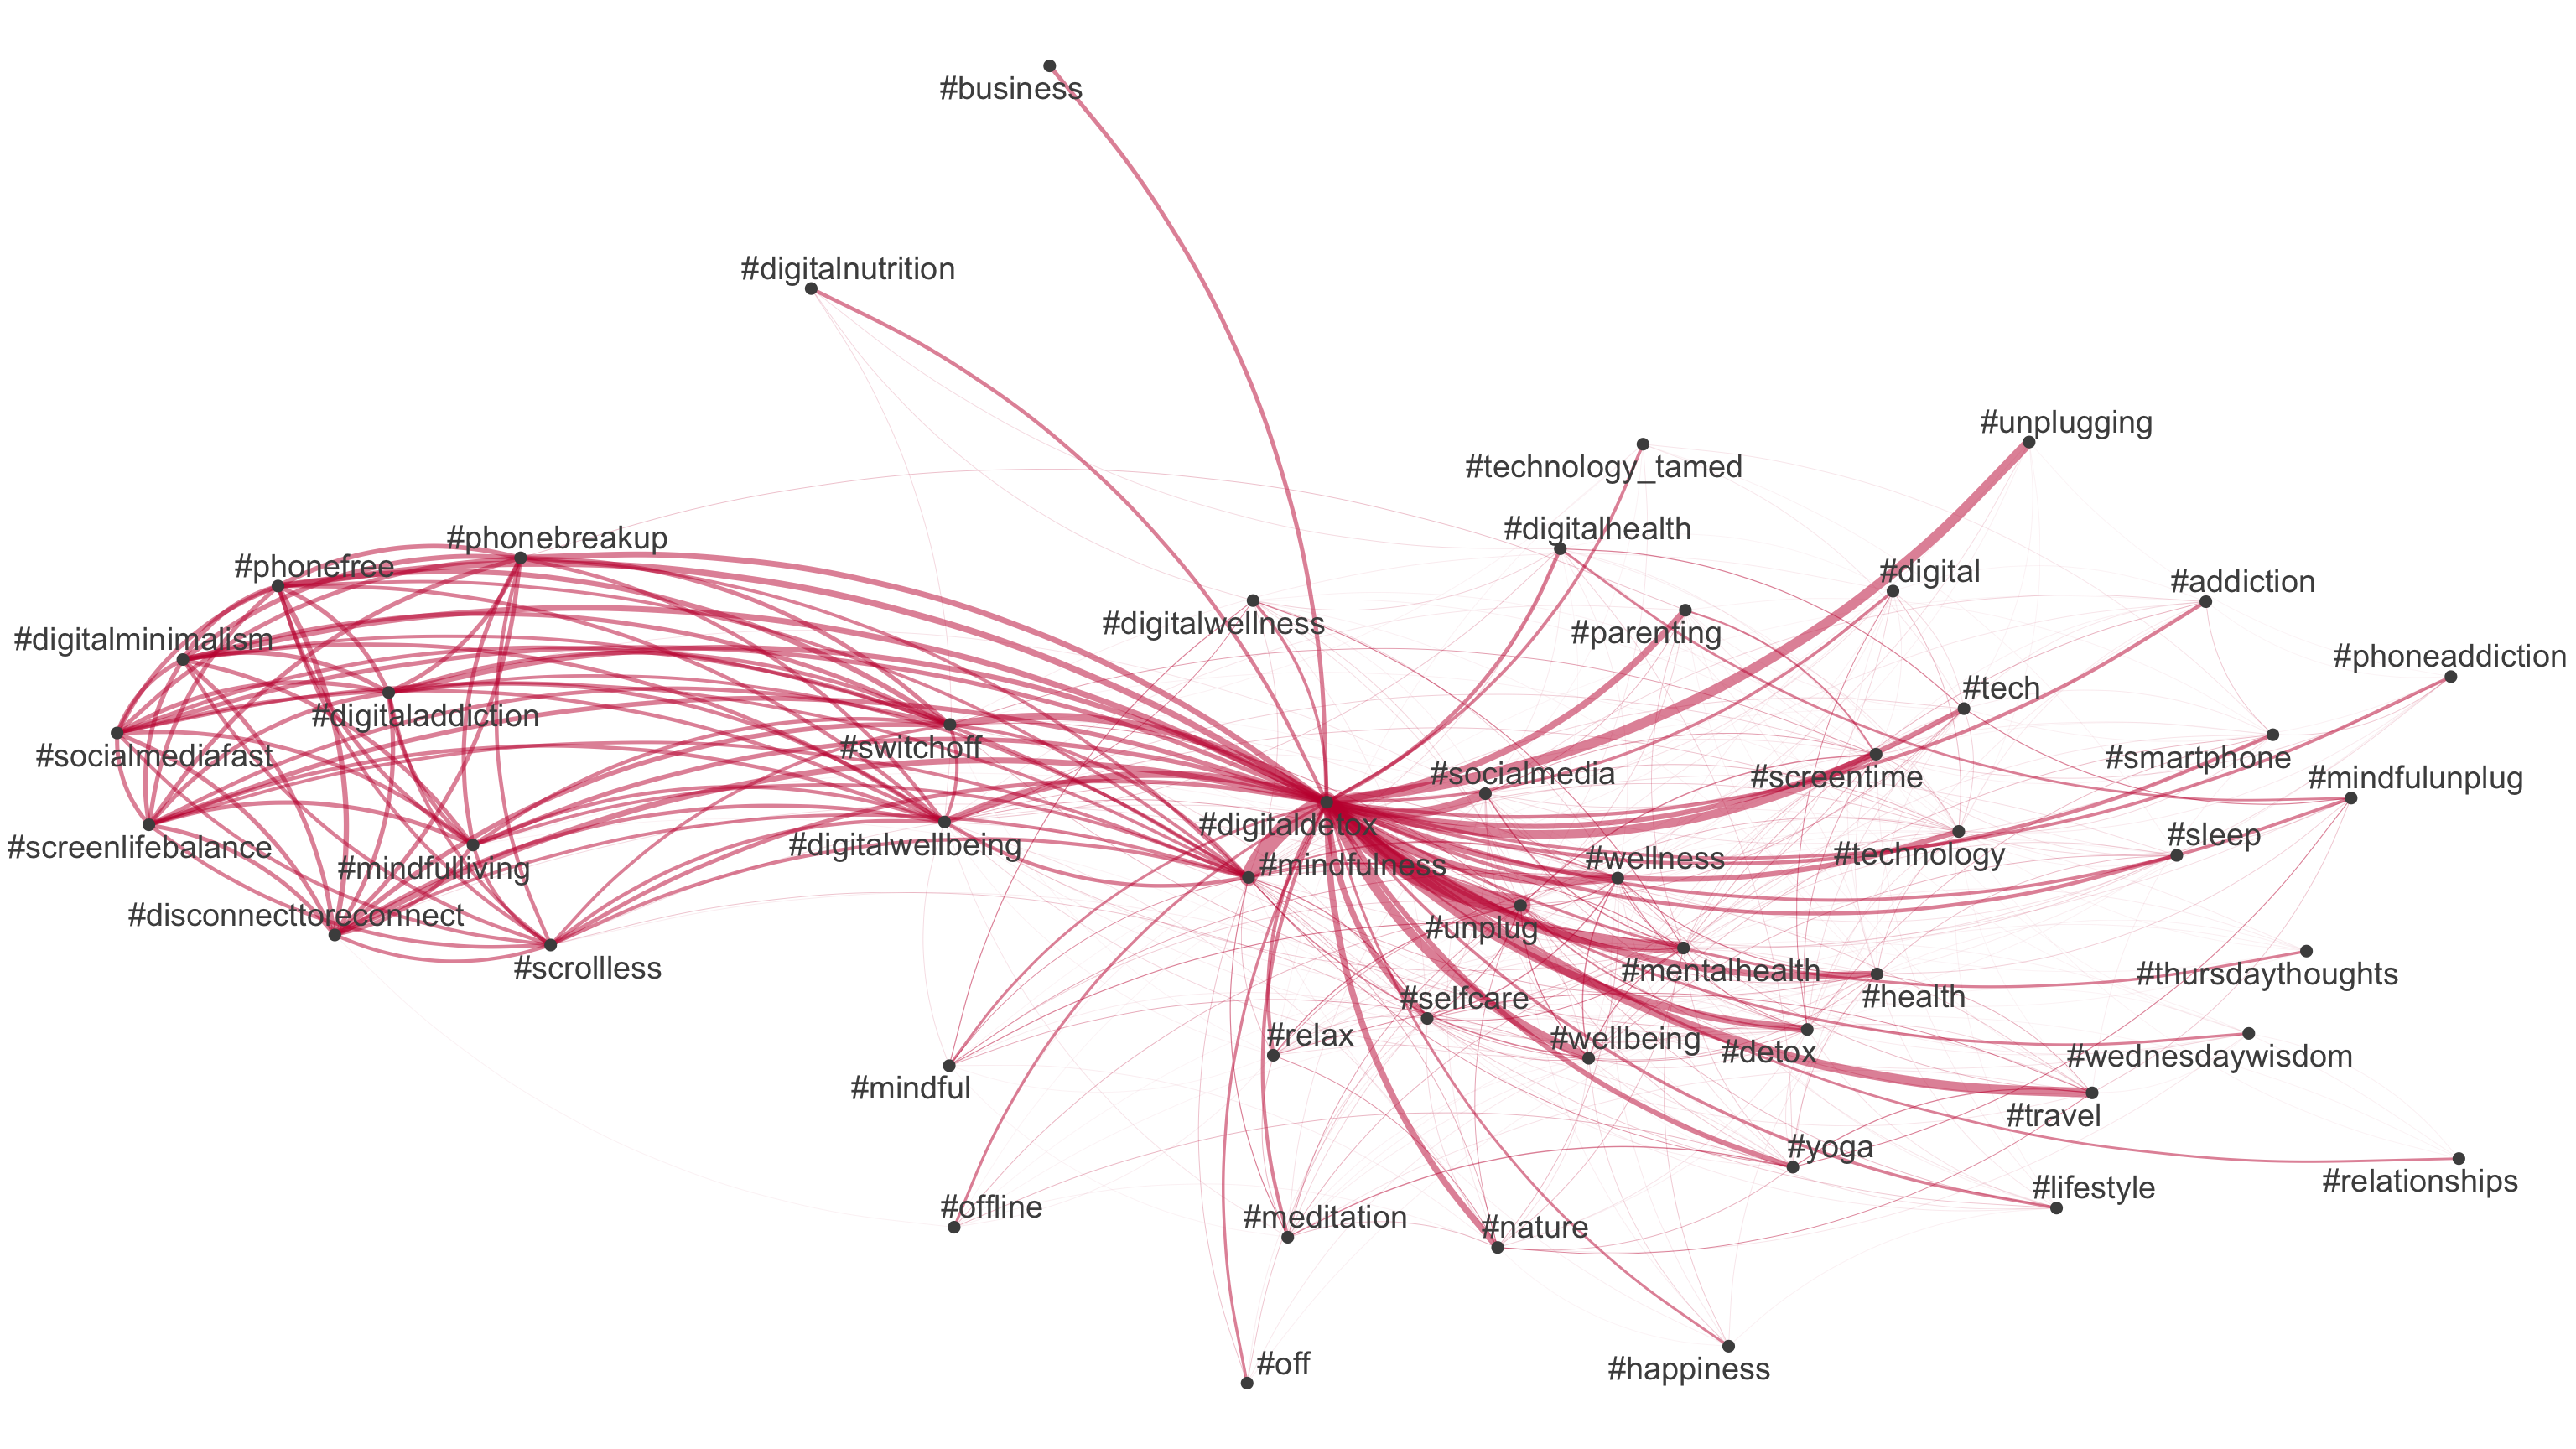 #business
#digitalnutrition
#unplugging
#technology_tamed
#digitalhealth
#phonebreakup
#phonefree
#digital
#addiction
#digitalwellness
#parenting
#digitalminimalism
#phoneaddiction
#tech
#digitaladdiction
#switchoff
#socialmediafast
#smartphone
#socialmedia
#screentime
#mindfulunplug
#digitaldetox
#sleep
#screenlifebalance
#digitalwellbeing
#technology
#wellness
#mindfulness
#mindfulliving
#disconnecttoreconnect
#unplug
#scrollless
#mentalhealth
#thursdaythoughts
#selfcare
#health
#relax
#wellbeing
#detox
#wednesdaywisdom
#mindful
#travel
#yoga
#relationships
#lifestyle
#offline
#meditation
#nature
#off
#happiness